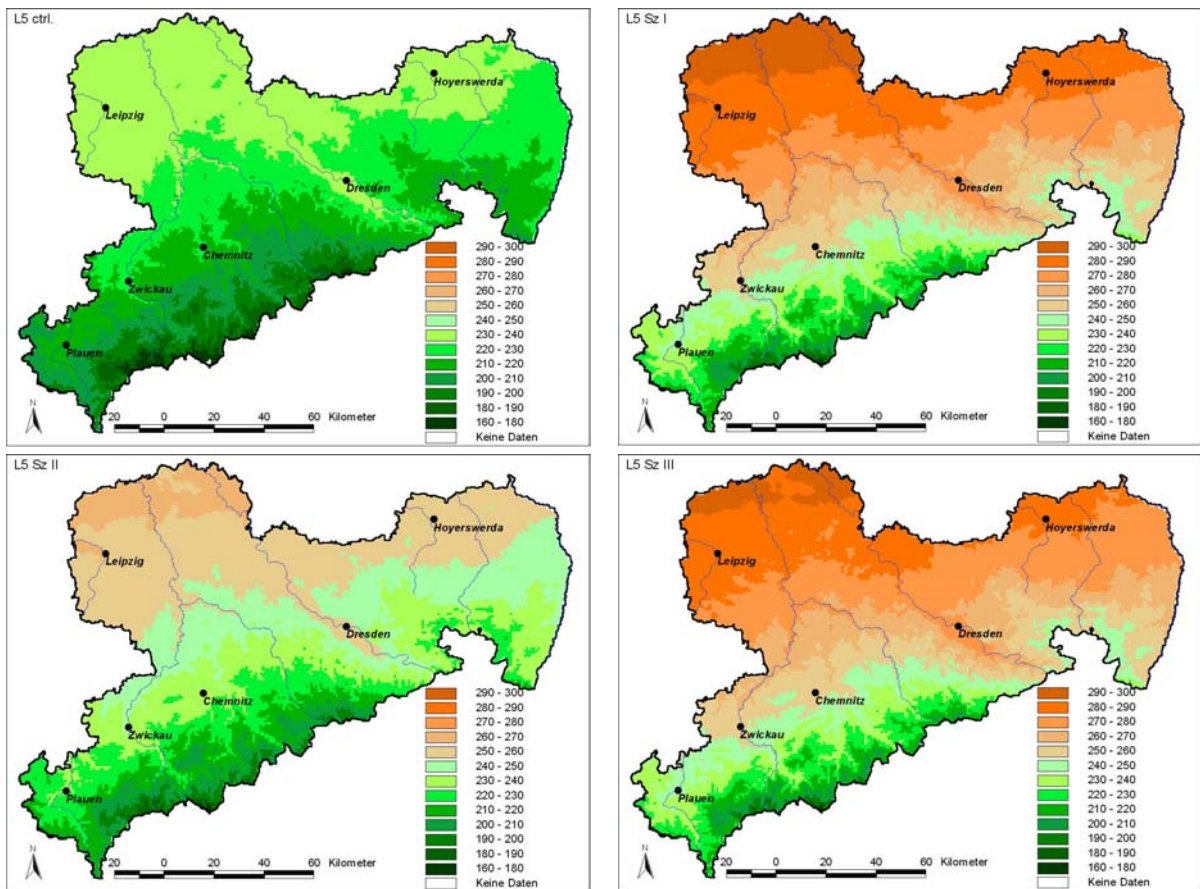 L5 ctrl.
Hoyerswerda
Leipzig
Dresden
Chemnitz
Zwickau
Plauen
290 - 300
280 - 290
270 - 280
260 - 270
250 - 260
240 - 250
230 - 240
220 - 230
210 - 220
200 - 210
190 - 200
180 - 190
160 - 180
Keine Daten
N
20 0 20 40 60 Kilometer
L5 Sz I
Hoyerswerda
Leipzig
Dresden
Chemnitz
Zwickau
Plauen
290 - 300
280 - 290
270 - 280
260 - 270
250 - 260
240 - 250
230 - 240
220 - 230
210 - 220
200 - 210
190 - 200
180 - 190
160 - 180
Keine Daten
N
20 0 20 40 60 Kilometer
L5 Sz II
Hoyerswerda
Leipzig
Dresden
Chemnitz
Zwickau
Plauen
290 - 300
280 - 290
270 - 280
260 - 270
250 - 260
240 - 250
230 - 240
220 - 230
210 - 220
200 - 210
190 - 200
180 - 190
160 - 180
Keine Daten
N
20 0 20 40 60 Kilometer
L5 Sz III
Hoyerswerda
Leipzig
Dresden
Chemnitz
Zwickau
Plauen
290 - 300
280 - 290
270 - 280
260 - 270
250 - 260
240 - 250
230 - 240
220 - 230
210 - 220
200 - 210
190 - 200
180 - 190
160 - 180
Keine Daten
N
20 0 20 40 60 Kilometer